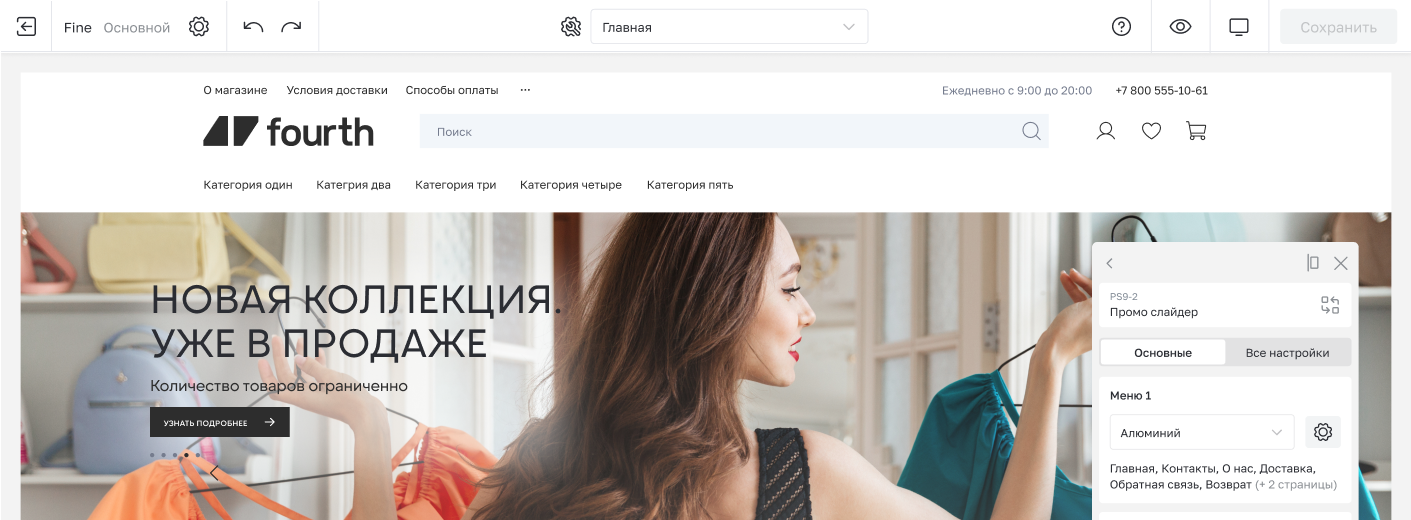 Fine Основной
Главная
Сохранить
О магазине Условия доставки Способы оплаты ...
Ежедневно с 9:00 до 20:00 +7 800 555-10-61
fourth
Поиск
Категория один Категрия два Категория три Категория четыре Категория пять
НОВАЯ КОЛЛЕКЦИЯ.
УЖЕ В ПРОДАЖЕ
Количество товаров ограниченно
УЗНАТЬ ПОДРОБНЕЕ
PS9-2
Промо слайдер
Основные Все настройки
Меню 1
Алюминий
Главная, Контакты, О нас, Доставка,
Обратная связь, Возврат (+ 2 страницы)